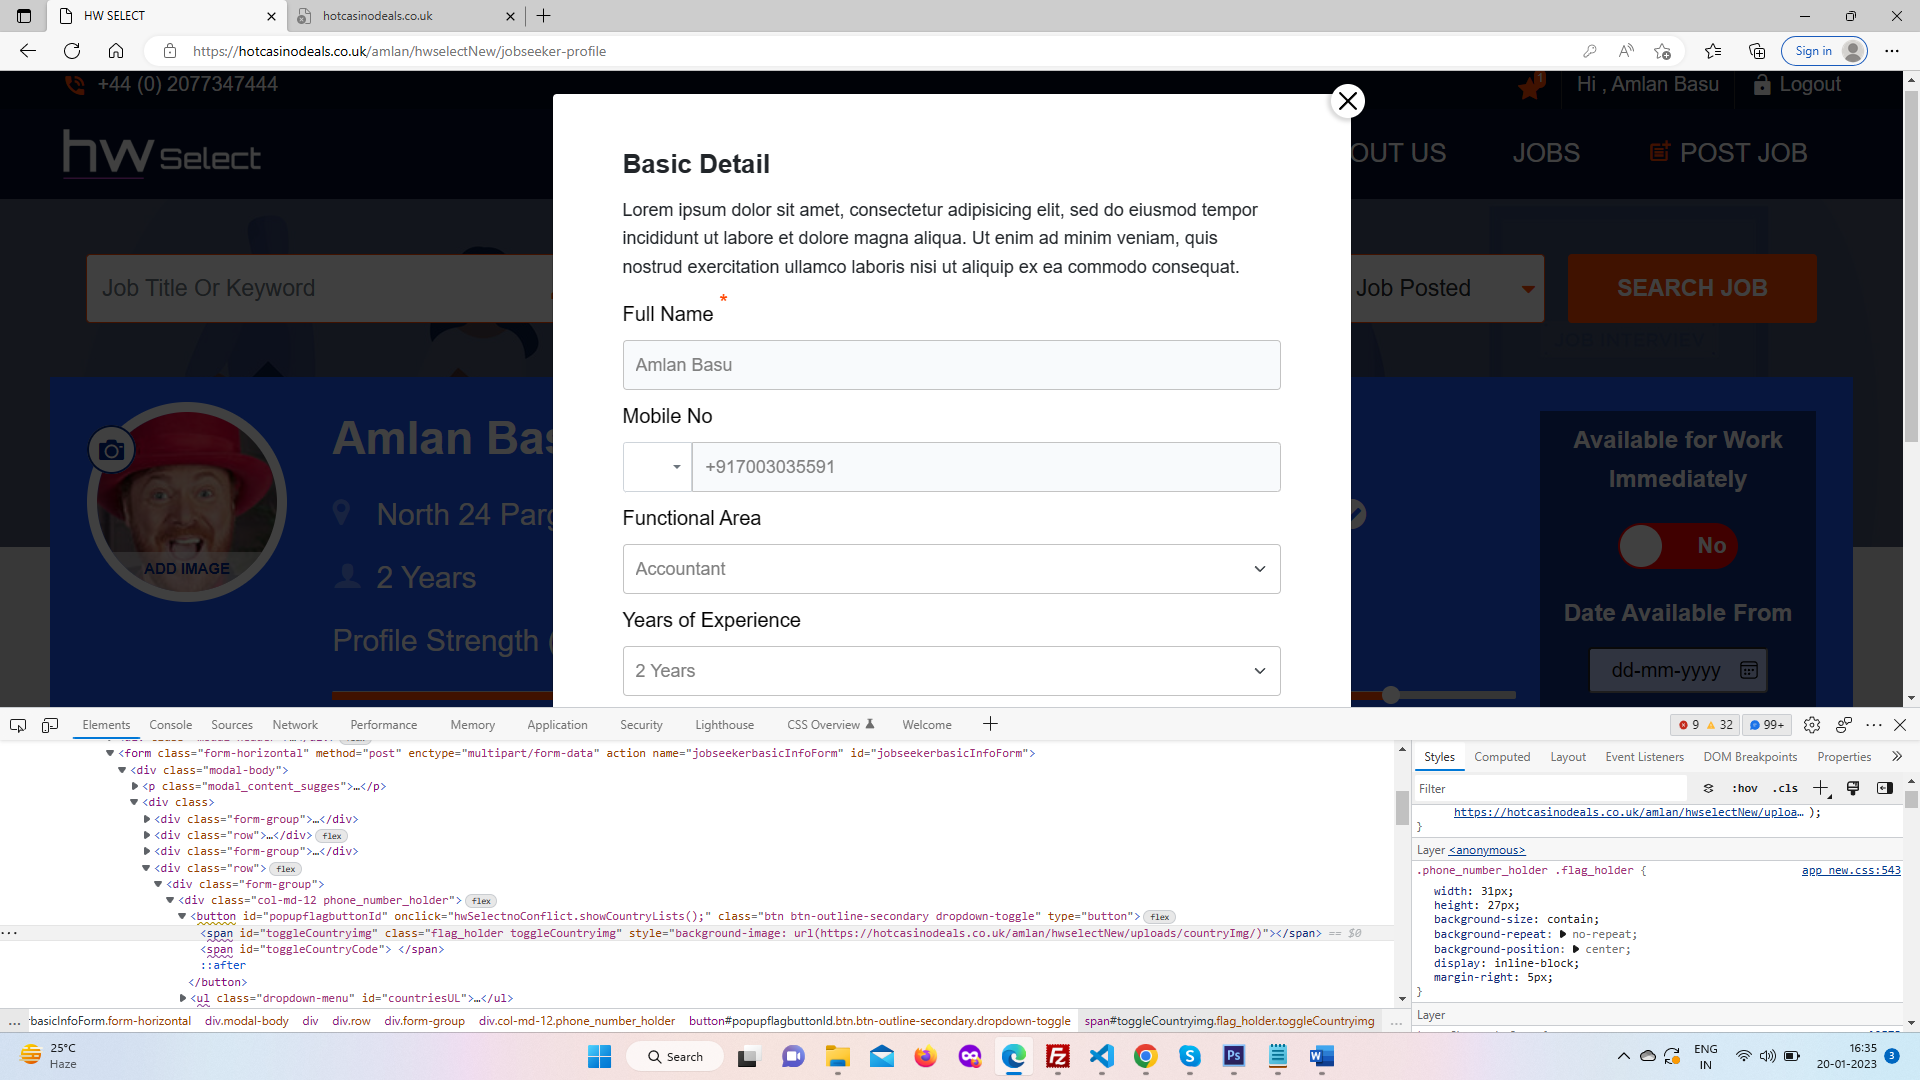 HW SELECT
hotcasinodeals.co.uk
https://hotcasinodeals.co.uk/amlan/hwselectNew/jobseeker-profile
Sign in
+44 (0) 2077347444
1
Hi , Amlan Basu
Logout
hw Select
OUT US
JOBS
POST JOB
Basic Detail
Lorem ipsum dolor sit amet, consectetur adipisicing elit, sed do eiusmod tempor
incididunt ut labore et dolore magna aliqua. Ut enim ad minim veniam, quis
nostrud exercitation ullamco laboris nisi ut aliquip ex ea commodo consequat.
Job Title Or Keyword
Job Posted
SEARCH JOB
JOB INTERVIEW
Full Name *
Amlan Basu
Mobile No
+917003035591
Functional Area
Accountant
Years of Experience
2 Years
Amlan Bas
North 24 Parg
ADD IMAGE
2 Years
Profile Strength (
Available for Work
Immediately
No
Date Available From
dd-mm-yyyy
Elements Console Sources Network Performance Memory Application Security Lighthouse CSS Overview Welcome
9 32 99+
<form class="form-horizontal" method="post" enctype="multipart/form-data" action name="jobseekerbasicInfoForm" id="jobseekerbasicInfoForm">
<div class="modal-body">
<p class="modal_content_sugges">…</p>
<div class>
<div class="form-group">…</div>
<div class="row">…</div> flex
<div class="form-group">…</div>
<div class="row"> flex
<div class="form-group">
<div class="col-md-12 phone_number_holder"> flex
<button id="popupflagbuttonId" onclick="hwSelectnoConflict.showCountryLists();" class="btn btn-outline-secondary dropdown-toggle" type="button"> flex
<span id="toggleCountryimg" class="flag_holder toggleCountryimg" style="background-image: url(https://hotcasinodeals.co.uk/amlan/hwselectNew/uploads/countryImg/)"></span> == $0
<span id="toggleCountryCode"> </span>
::after
</button>
<ul class="dropdown-menu" id="countriesUL">…</ul>
… rbasicInfoForm.form-horizontal div.modal-body div div.row div.form-group div.col-md-12.phone_number_holder button#popupflagbuttonId.btn.btn-outline-secondary.dropdown-toggle span#toggleCountryimg.flag_holder.toggleCountryimg …
Styles Computed Layout Event Listeners DOM Breakpoints Properties
Filter
:hov .cls
https://hotcasinodeals.co.uk/amlan/hwselectNew/uploa… );
}
Layer <anonymous>
.phone_number_holder .flag_holder {
app_new.css:543
width: 31px;
height: 27px;
background-size: contain;
background-repeat: no-repeat;
background-position: center;
display: inline-block;
margin-right: 5px;
}
Layer
25°C
Haze
Search
ENG
IN
16:35
20-01-2023
3